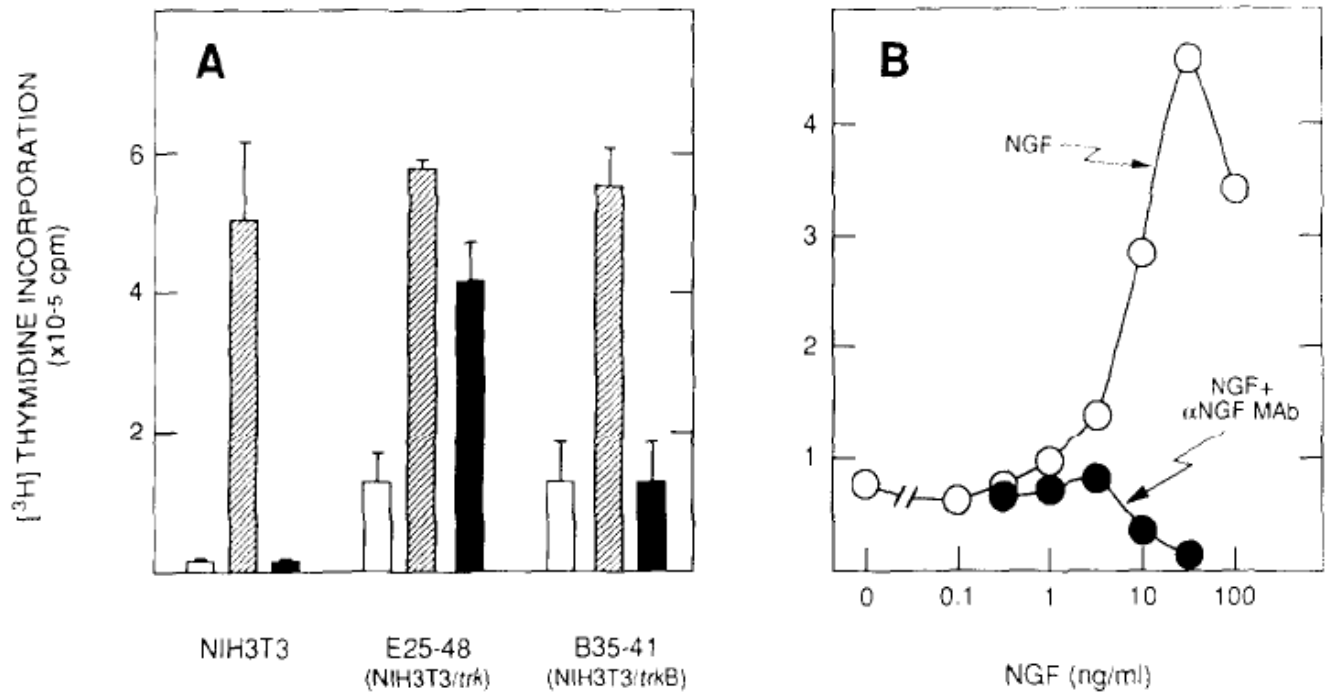 [³H] THYMIDINE INCORPORATION
(x10-5 cpm)
A
6
4
2
NIH3T3
E25-48
(NIH3T3/trk)
B35-41
(NIH3T3/trkB)
B
4
3
2
1
NGF
NGF+
αNGF MAb
0 0.1 1 10 100
NGF (ng/ml)